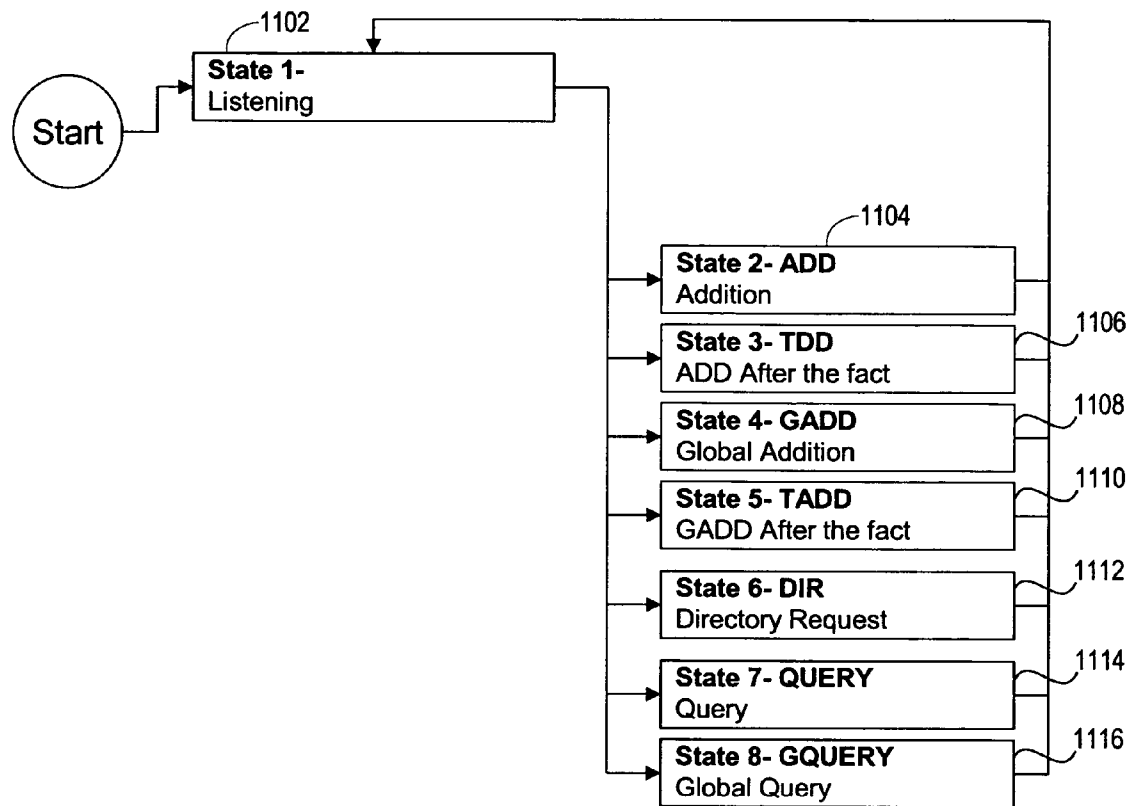 1102
State 1-
Listening
Start
1104
State 2- ADD
Addition
1106
State 3- TDD
ADD After the fact
1108
State 4- GADD
Global Addition
1110
State 5- TADD
GADD After the fact
1112
State 6- DIR
Directory Request
1114
State 7- QUERY
Query
1116
State 8- GQUERY
Global Query